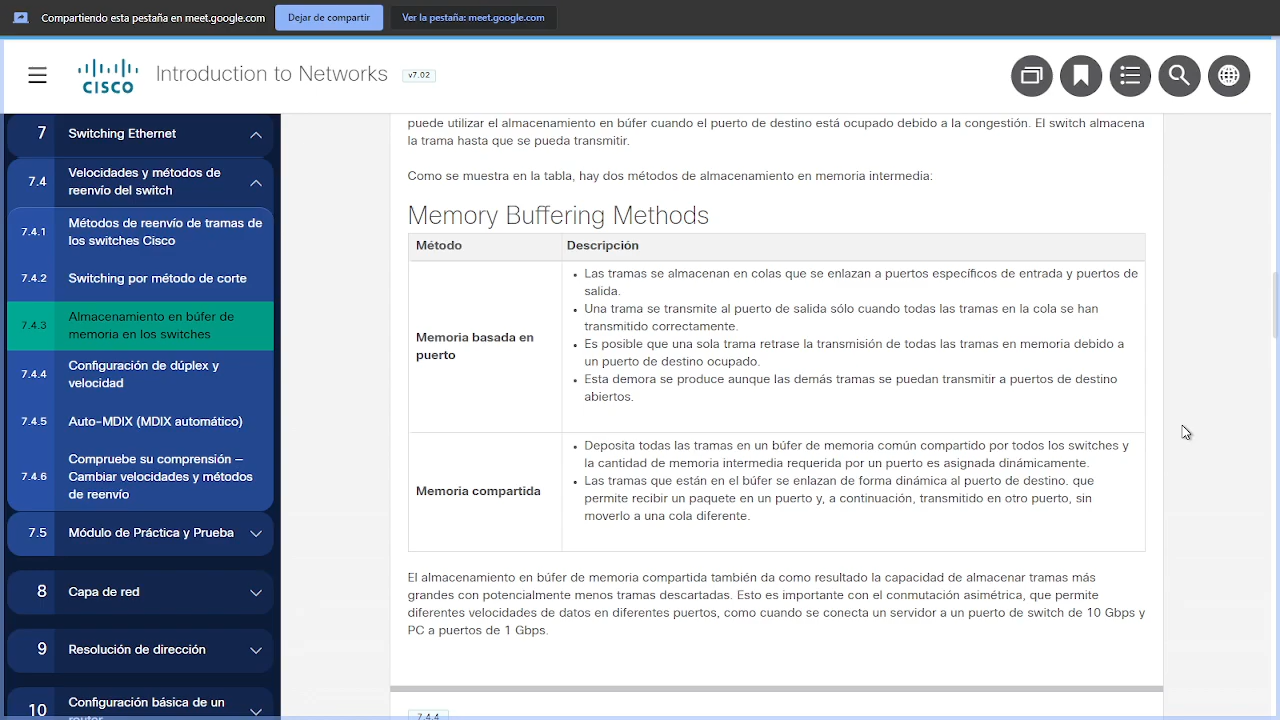 Compartiendo esta pestaña en meet.google.com
Dejar de compartir
Ver la pestaña: meet.google.com
CISCO
Introduction to Networks
v7.02
7 Switching Ethernet
7.4 Velocidades y métodos de
reenvío del switch
7.4.1 Métodos de reenvío de tramas de
los switches Cisco
7.4.2 Switching por método de corte
7.4.3 Almacenamiento en búfer de
memoria en los switches
7.4.4 Configuración de dúplex y
velocidad
7.4.5 Auto-MDIX (MDIX automático)
7.4.6 Compruebe su comprensión –
Cambiar velocidades y métodos
de reenvío
7.5 Módulo de Práctica y Prueba
8 Capa de red
9 Resolución de dirección
10 Configuración básica de un
router
puede utilizar el almacenamiento en búfer cuando el puerto de destino está ocupado debido a la congestión. El switch almacena
la trama hasta que se pueda transmitir.
Como se muestra en la tabla, hay dos métodos de almacenamiento en memoria intermedia:
Memory Buffering Methods
Método
Descripción
Memoria basada en
puerto
• Las tramas se almacenan en colas que se enlazan a puertos específicos de entrada y puertos de
salida.
• Una trama se transmite al puerto de salida sólo cuando todas las tramas en la cola se han
transmitido correctamente.
• Es posible que una sola trama retrase la transmisión de todas las tramas en memoria debido a
un puerto de destino ocupado.
• Esta demora se produce aunque las demás tramas se puedan transmitir a puertos de destino
abiertos.
Memoria compartida
• Deposita todas las tramas en un búfer de memoria común compartido por todos los switches y
la cantidad de memoria intermedia requerida por un puerto es asignada dinámicamente.
• Las tramas que están en el búfer se enlazan de forma dinámica al puerto de destino. que
permite recibir un paquete en un puerto y, a continuación, transmitido en otro puerto, sin
moverlo a una cola diferente.
El almacenamiento en búfer de memoria compartida también da como resultado la capacidad de almacenar tramas más
grandes con potencialmente menos tramas descartadas. Esto es importante con el conmutación asimétrica, que permite
diferentes velocidades de datos en diferentes puertos, como cuando se conecta un servidor a un puerto de switch de 10 Gbps y
PC a puertos de 1 Gbps.
7.4.4